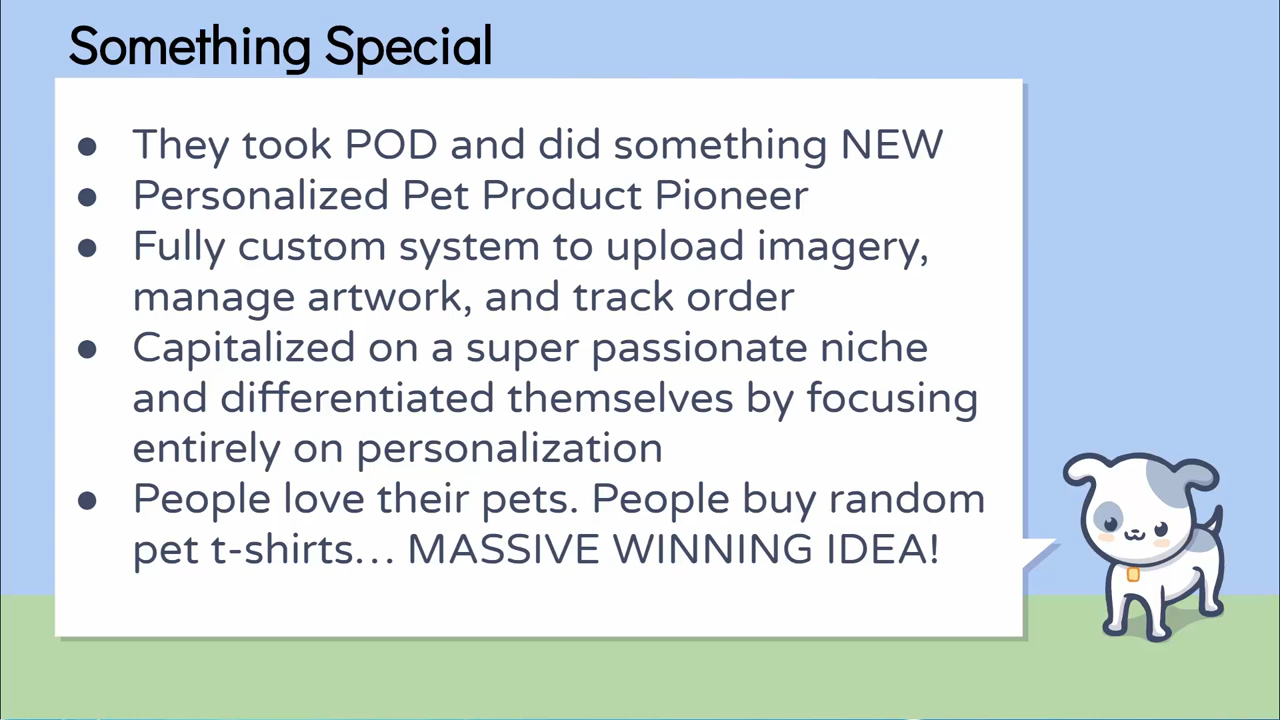 Something Special
● They took POD and did something NEW
● Personalized Pet Product Pioneer
● Fully custom system to upload imagery,
manage artwork, and track order
● Capitalized on a super passionate niche
and differentiated themselves by focusing
entirely on personalization
● People love their pets. People buy random
pet t-shirts... MASSIVE WINNING IDEA!